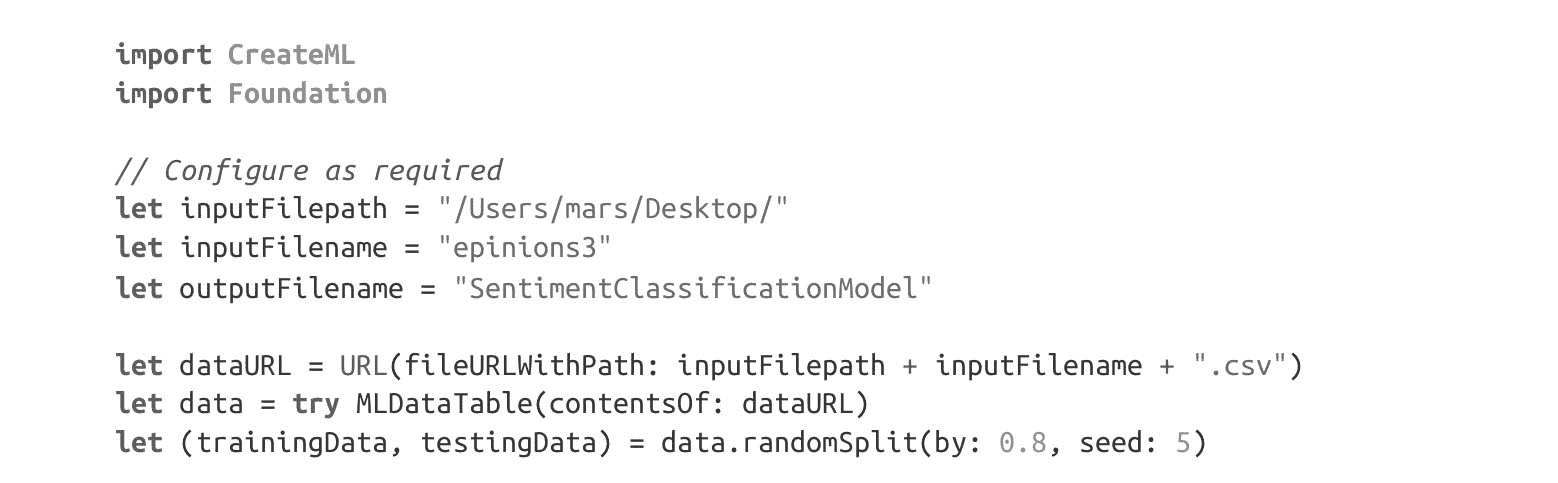 import CreateML
import Foundation
// Configure as required
let inputFilepath = "/Users/mars/Desktop/"
let inputFilename = "epinions3"
let outputFilename = "SentimentClassificationModel"
let dataURL = URL(fileURLWithPath: inputFilepath + inputFilename + ".csv")
let data = try MLDataTable(contentsOf: dataURL)
let (trainingData, testingData) = data.randomSplit(by: 0.8, seed: 5)